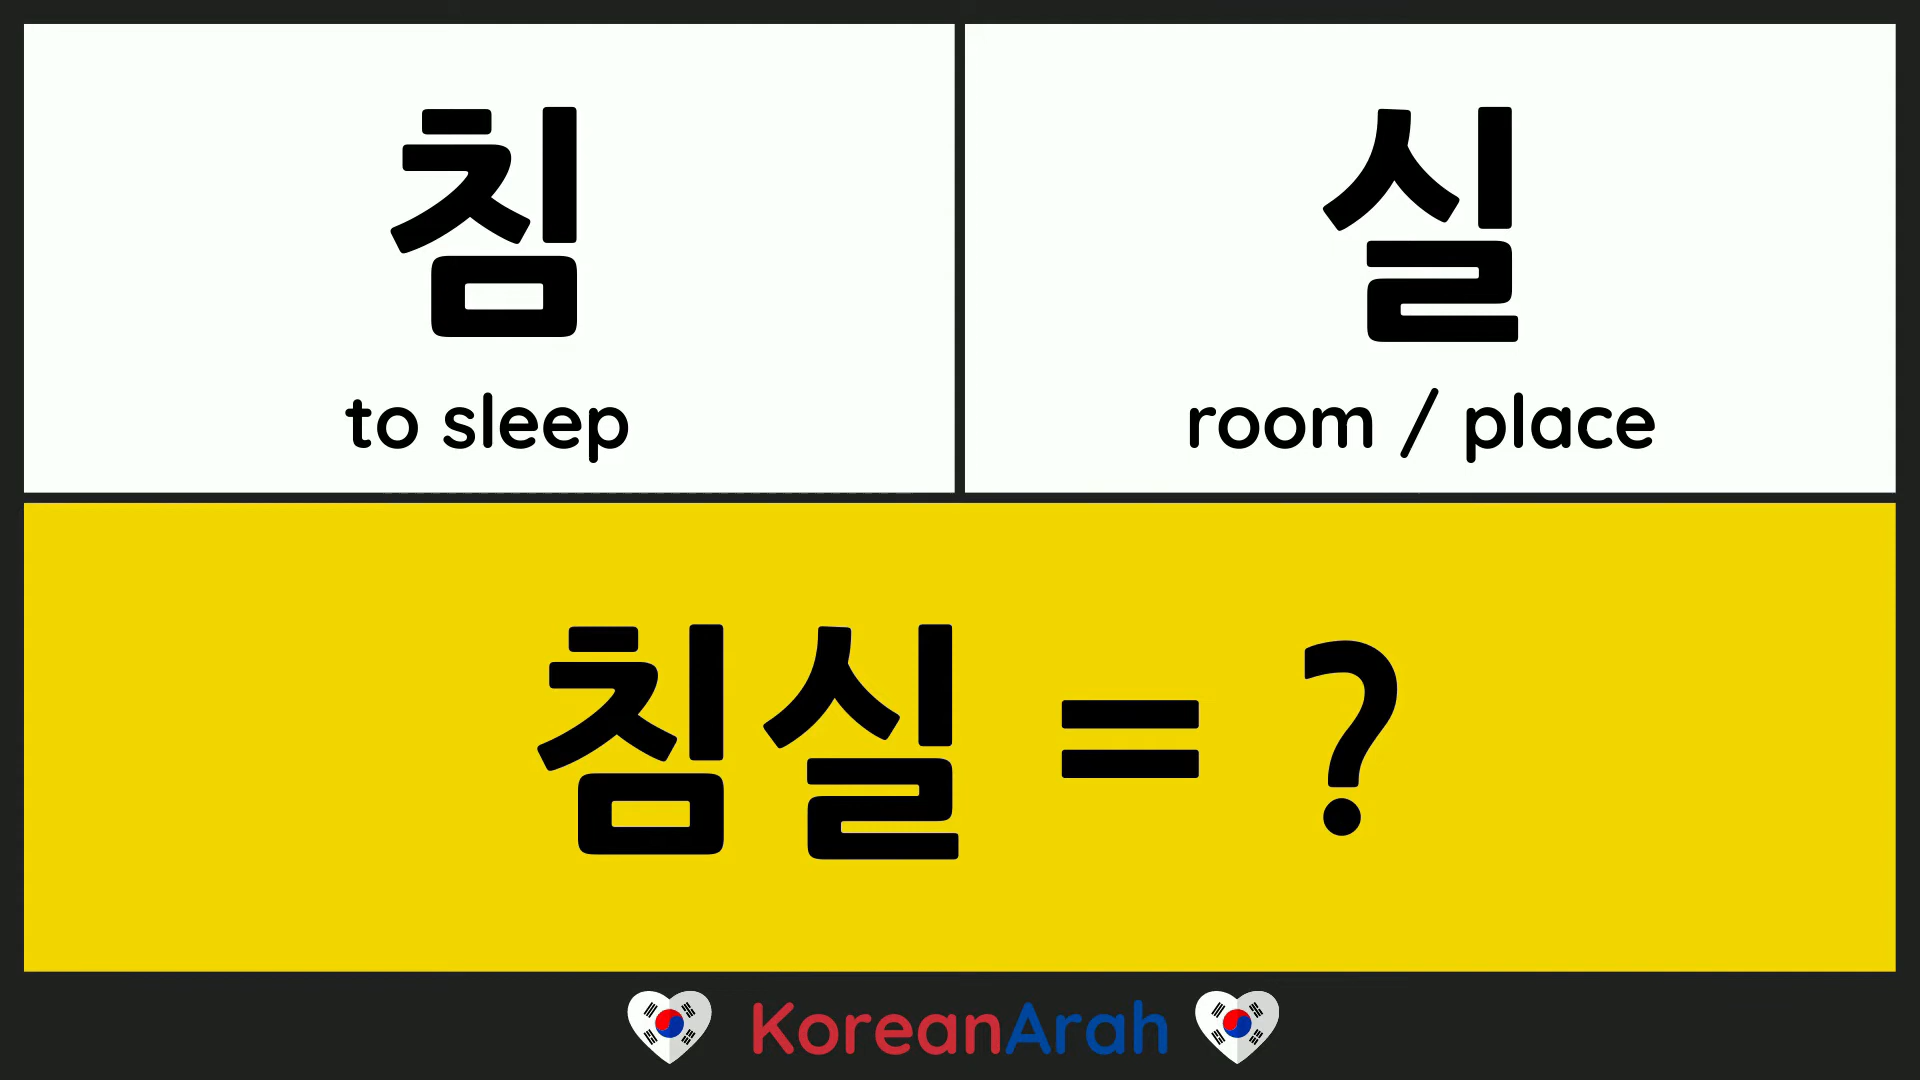 침
to sleep
실
room / place
침실 = ?
KoreanArah